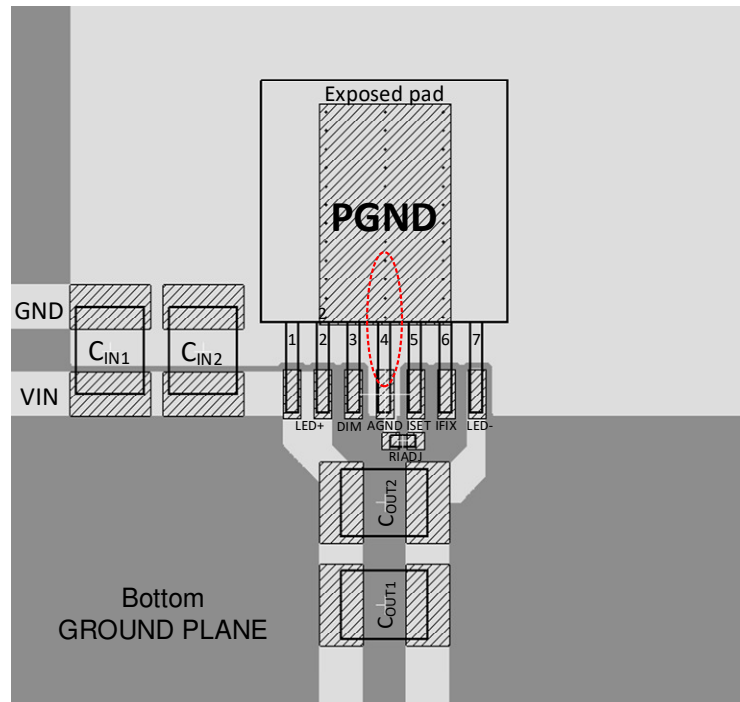 Exposed pad
PGND
2
GND
CIN1
CIN2
1
2
3
4
5
6
7
VIN
LED+
DIM
AGND
ISET
IFIX
LED-
RIADJ
COUT2
COUT1
Bottom
GROUND PLANE